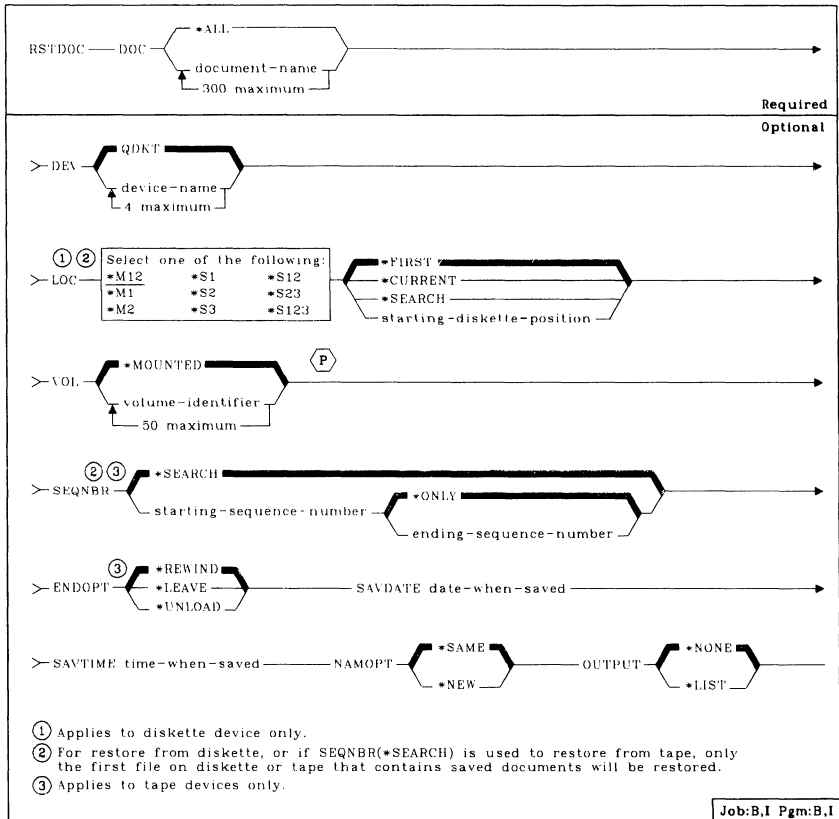 *ALL
RSTDOC DOC
document-name
300 maximum
Required
Optional
QDKT
DEV
device-name
4 maximum
① ② Select one of the following:
LOC
*M12 *S1 *S12
*M1 *S2 *S23
*M2 *S3 *S123
*FIRST
*CURRENT
*SEARCH
starting-diskette-position
*MOUNTED
P
VOL
volume-identifier
50 maximum
② ③
*SEARCH
SEQNBR
starting-sequence-number
*ONLY
ending-sequence-number
③
*REWIND
ENDOPT *LEAVE SAVDATE date-when-saved
*UNLOAD
*SAME *NONE
SAVTIME time-when-saved NAMOPT OUTPUT
*NEW *LIST
① Applies to diskette device only.
② For restore from diskette, or if SEQNBR(*SEARCH) is used to restore from tape, only
the first file on diskette or tape that contains saved documents will be restored.
③ Applies to tape devices only.
Job:B,I Pgm:B,I